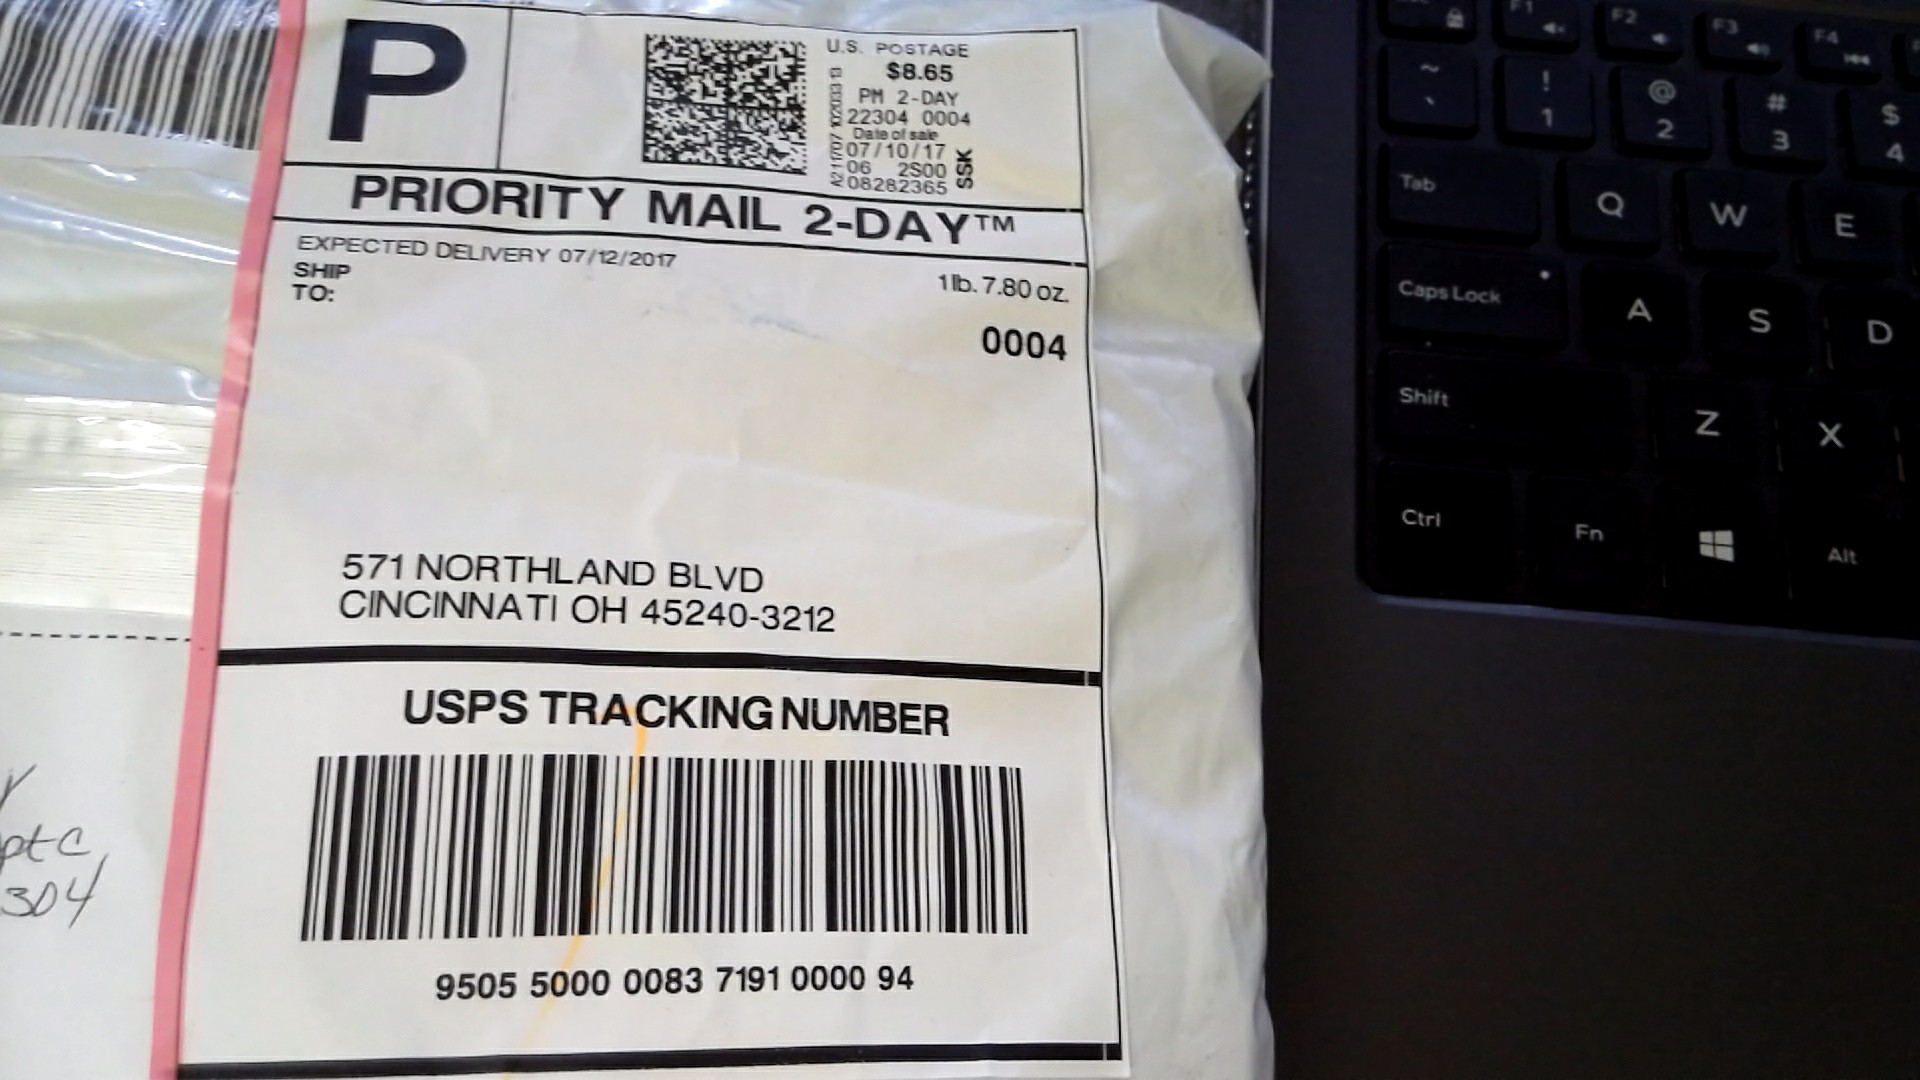 P
U.S. POSTAGE
$8.65
PM 2-DAY
22304 0004
Date of sale
07/10/17
06 2S00
08282365
SSK
PRIORITY MAIL 2-DAY™
EXPECTED DELIVERY 07/12/2017
1 lb. 7.80 oz.
SHIP
TO:
0004
571 NORTHLAND BLVD
CINCINNATI OH 45240-3212
USPS TRACKING NUMBER
9505 5000 0083 7191 0000 94
304
F1 F2 F3 F4
~ ! @ # $
` 1 2 3 4
Tab Q W E
Caps Lock A S D
Shift Z X
Ctrl Fn Alt